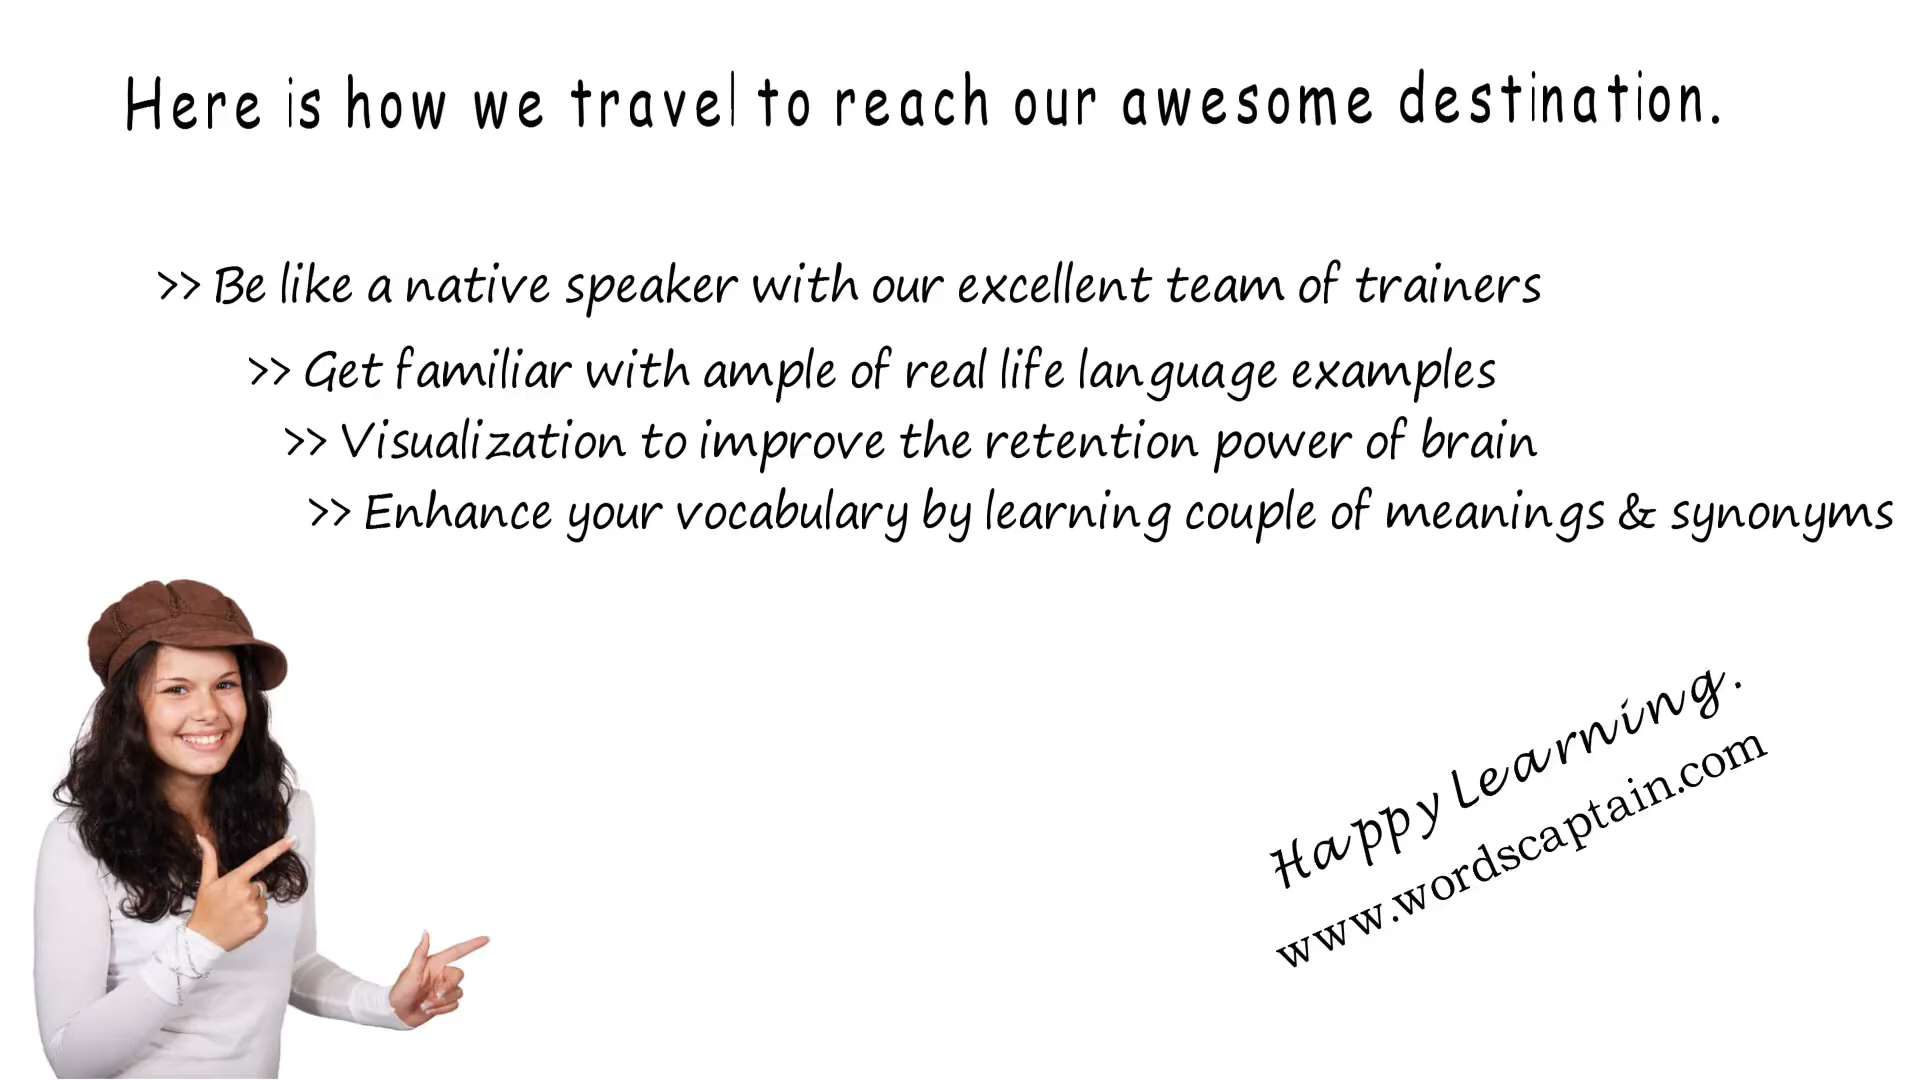 Here is how we travel to reach our awesome destination.
>> Be like a native speaker with our excellent team of trainers
>> Get familiar with ample of real life language examples
>> Visualization to improve the retention power of brain
>> Enhance your vocabulary by learning couple of meanings & synonyms
Happy Learning.
www.wordscaptain.com